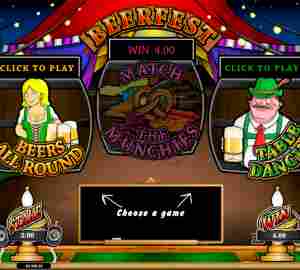 BEERFEST
WIN 4.00
CLICK TO PLAY
CLICK TO PLAY
MATCH
THE
MUNCHIES
BEERS
ALL ROUND
TABLE
DANCE
Choose a game
2.00
WIN
4.00